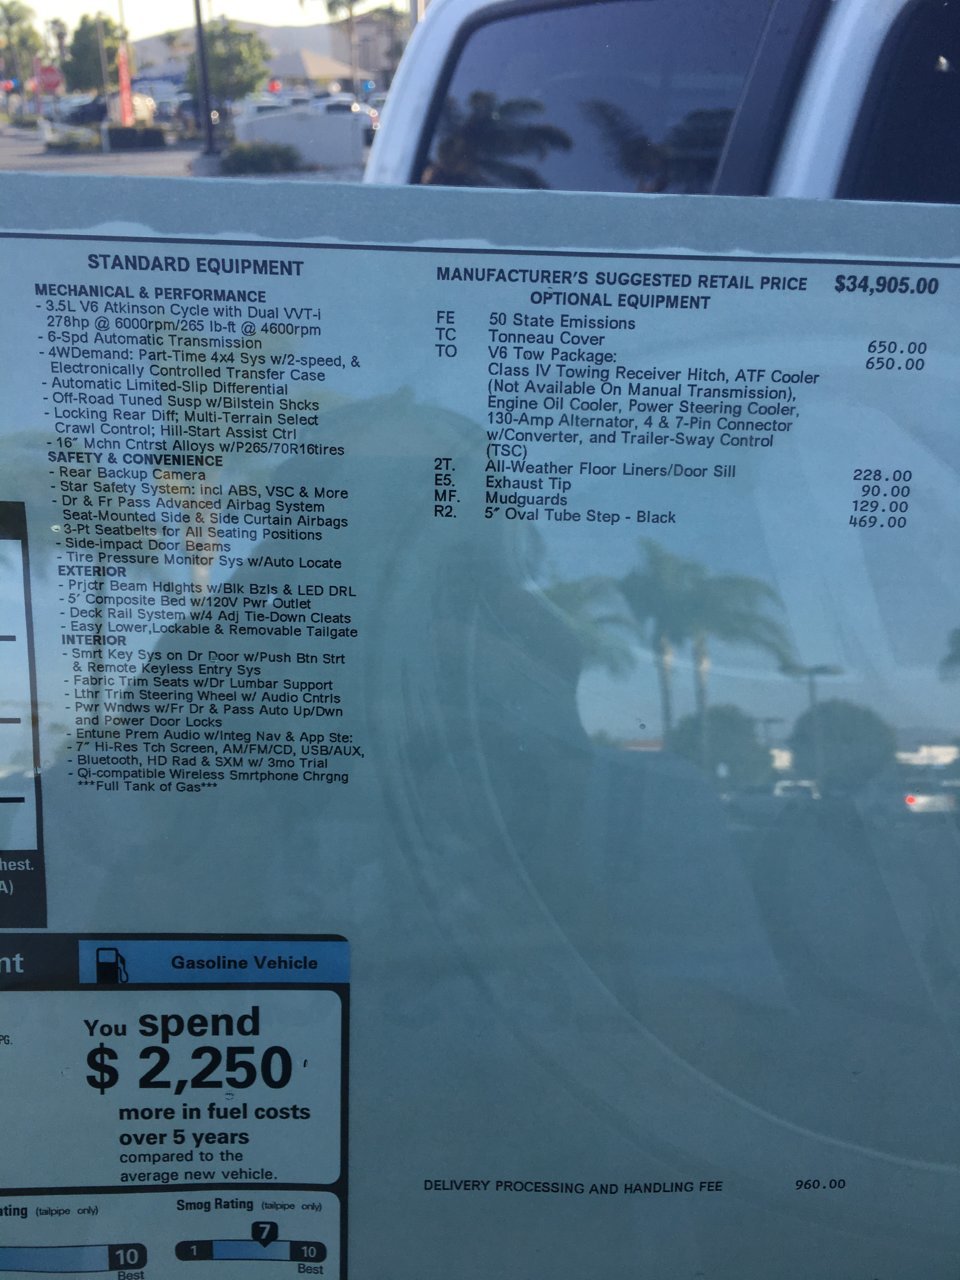 STANDARD EQUIPMENT
MECHANICAL & PERFORMANCE
- 3.5L V6 Atkinson Cycle with Dual VVT-i
278hp @ 6000rpm/265 lb-ft @ 4600rpm
- 6-Spd Automatic Transmission
- 4WDemand: Part-Time 4x4 Sys w/2-speed, &
Electronically Controlled Transfer Case
- Automatic Limited-Slip Differential
- Off-Road Tuned Susp w/Bilstein Shcks
- Locking Rear Diff; Multi-Terrain Select
Crawl Control; Hill-Start Assist Ctrl
- 16" Mchn Cntrst Alloys w/P265/70R16tires
SAFETY & CONVENIENCE
- Rear Backup Camera
- Star Safety System: incl ABS, VSC & More
- Dr & Fr Pass Advanced Airbag System
Seat-Mounted Side & Side Curtain Airbags
- 3-Pt Seatbelts for All Seating Positions
- Side-impact Door Beams
- Tire Pressure Monitor Sys w/Auto Locate
EXTERIOR
- Prjctr Beam Hdlghts w/Blk Bzls & LED DRL
- 5' Composite Bed w/120V Pwr Outlet
- Deck Rail System w/4 Adj Tie-Down Cleats
- Easy Lower,Lockable & Removable Tailgate
INTERIOR
- Smrt Key Sys on Dr Door w/Push Btn Strt
& Remote Keyless Entry Sys
- Fabric Trim Seats w/Dr Lumbar Support
- Lthr Trim Steering Wheel w/ Audio Cntrls
- Pwr Wndws w/Fr Dr & Pass Auto Up/Dwn
and Power Door Locks
- Entune Prem Audio w/Integ Nav & App Ste:
- 7" Hi-Res Tch Screen, AM/FM/CD, USB/AUX,
- Bluetooth, HD Rad & SXM w/ 3mo Trial
- Qi-compatible Wireless Smrtphone Chrgng
***Full Tank of Gas***
MANUFACTURER'S SUGGESTED RETAIL PRICE $34,905.00
OPTIONAL EQUIPMENT
FE 50 State Emissions
TC Tonneau Cover 650.00
TO V6 Tow Package: 650.00
Class IV Towing Receiver Hitch, ATF Cooler
(Not Available On Manual Transmission),
Engine Oil Cooler, Power Steering Cooler,
130-Amp Alternator, 4 & 7-Pin Connector
w/Converter, and Trailer-Sway Control
(TSC)
2T. All-Weather Floor Liners/Door Sill 228.00
E5. Exhaust Tip 90.00
MF. Mudguards 129.00
R2. 5" Oval Tube Step - Black 469.00
hest.
A)
nt
Gasoline Vehicle
PG.
You spend
$ 2,250
more in fuel costs
over 5 years
compared to the
average new vehicle.
DELIVERY PROCESSING AND HANDLING FEE 960.00
ating (tailpipe only)
10
Best
Smog Rating (tailpipe only)
7
1 10
Best